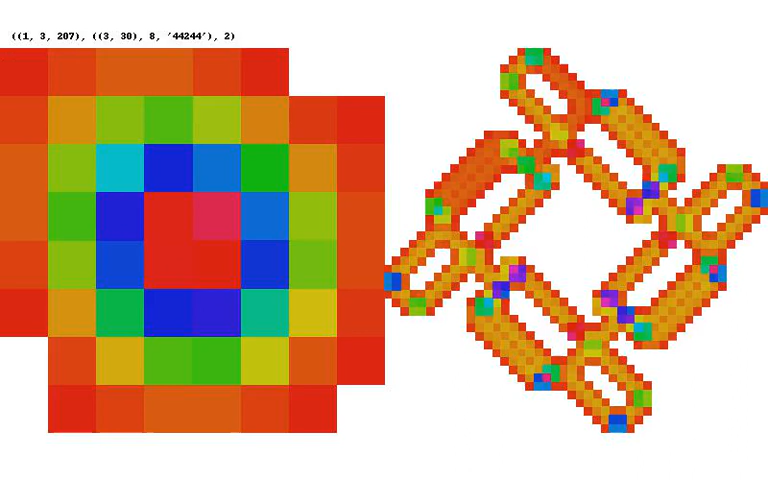 ((1, 3, 207), ((3, 30), 8, '44244'), 2)